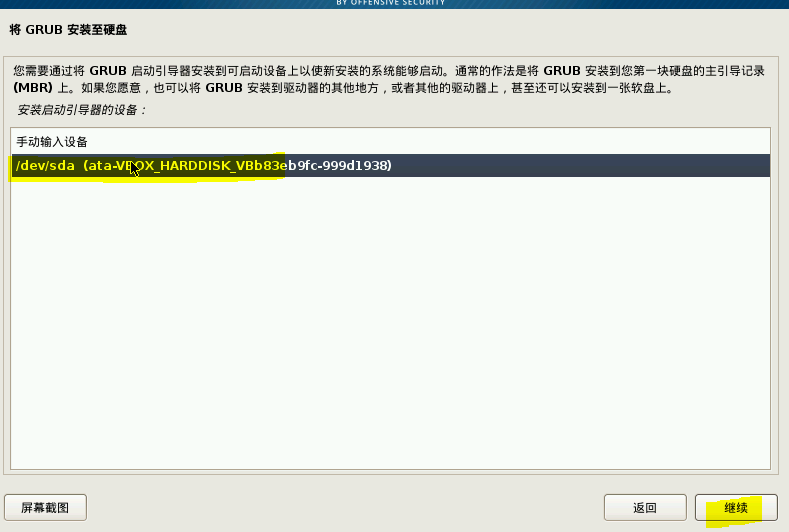 BY OFFENSIVE SECURITY
将 GRUB 安装至硬盘
您需要通过将 GRUB 启动引导器安装到可启动设备上以使新安装的系统能够启动。通常的作法是将 GRUB 安装到您第一块硬盘的主引导记录
(MBR) 上。如果您愿意，也可以将 GRUB 安装到驱动器的其他地方，或者其他的驱动器上，甚至还可以安装到一张软盘上。
安装启动引导器的设备：
手动输入设备
/dev/sda (ata-VBOX_HARDDISK_VBb83eb9fc-999d1938)
屏幕截图
返回
继续